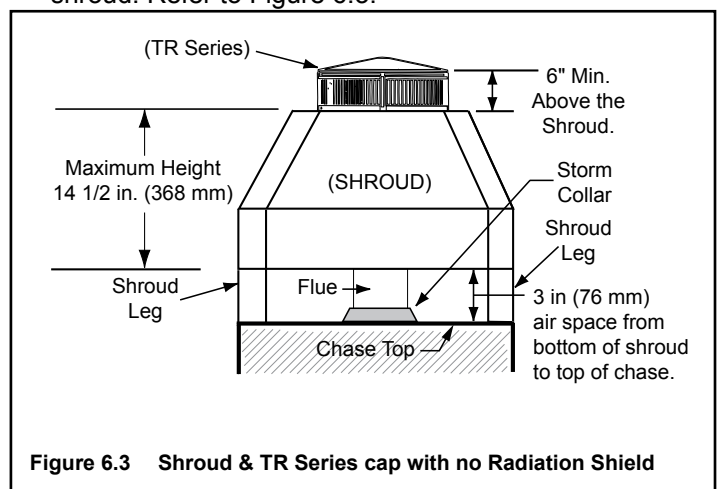 shroud. Refer to Figure 6.3.
(TR Series)
6" Min.
Above the
Shroud.
Maximum Height
14 1/2 in. (368 mm)
(SHROUD)
Storm
Collar
Shroud
Leg
Shroud
Leg
Flue
3 in (76 mm)
air space from
bottom of shroud
to top of chase.
Chase Top
Figure 6.3 Shroud & TR Series cap with no Radiation Shield